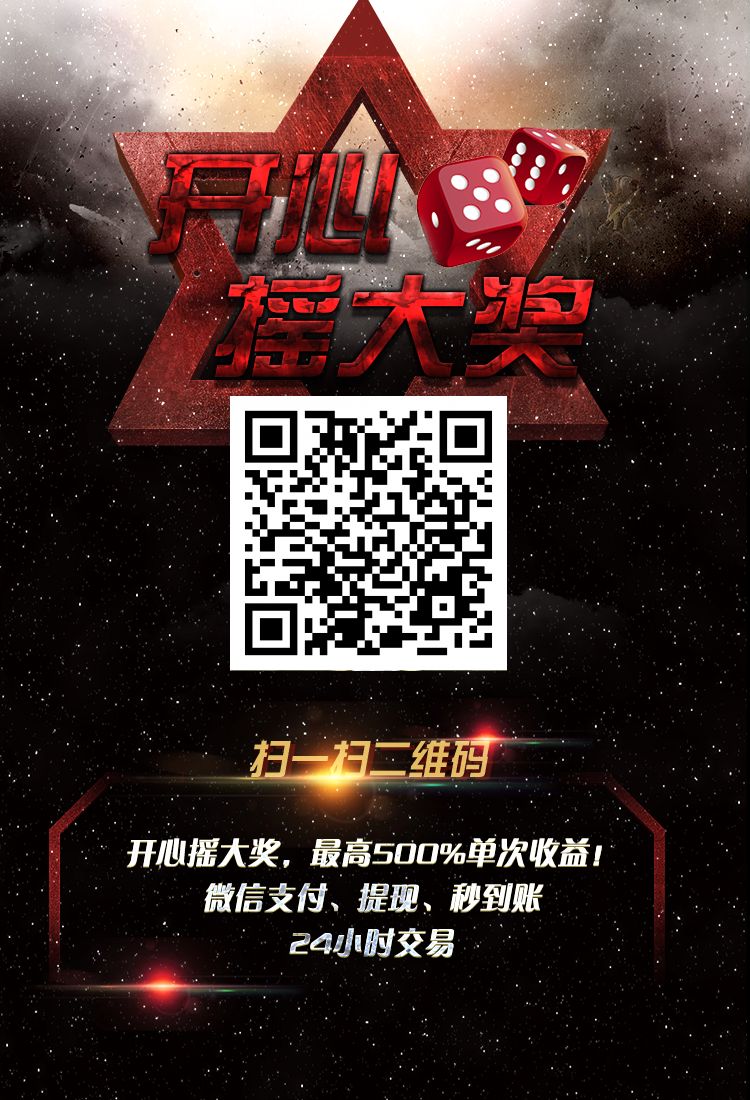 开心
摇大奖
扫一扫二维码
开心摇大奖，最高500%单次收益！
微信支付、提现、秒到账
24小时交易